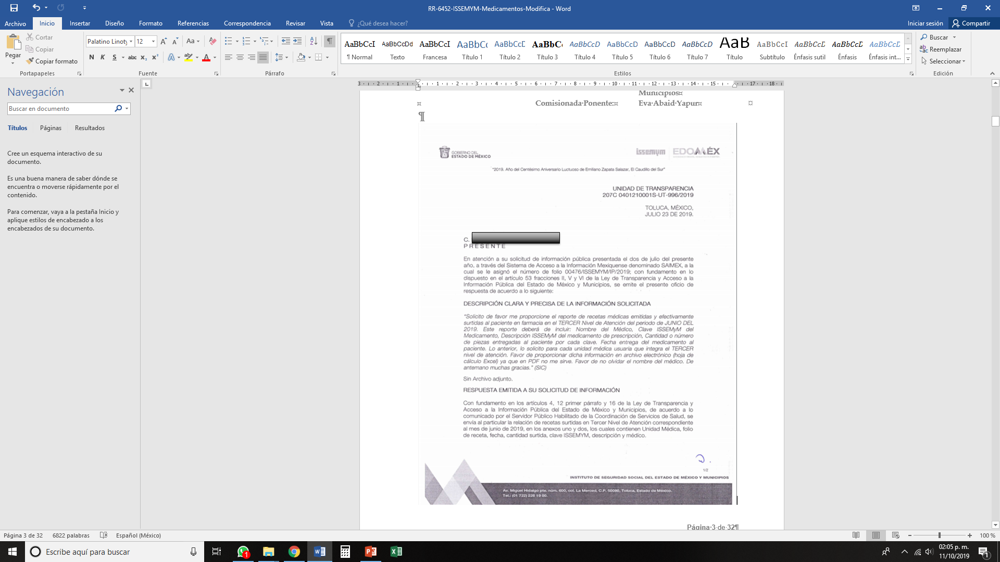 RR-6452-ISSEMYM-Medicamentos-Modifica - Word
Archivo Inicio Insertar Diseño Formato Referencias Correspondencia Revisar Vista ¿Qué desea hacer? Iniciar sesión Compartir
Pegar
Cortar
Copiar
Copiar formato
Portapapeles
Palatino Linoty 12
N K S abc x₂ x²
Fuente
Párrafo
AaBbCcI AaBbCcDd AaBbCcI AaBbCc AaBbCcD AaBbC AaBbCcD AaBbCcD AaBbCcD AaBbCcD AaB AaBbCcI AaBbCcD AaBbCcD AaBbCcD
¶ Normal Texto Francesa Título 1 Título 2 Título 3 Título 4 Título 5 Título 6 Título 7 Título Subtítulo Énfasis sutil Énfasis Énfasis int...
Estilos
Buscar
Reemplazar
Seleccionar
Edición
Navegación
Buscar en documento
Títulos Páginas Resultados
Cree un esquema interactivo de su
documento.
Es una buena manera de saber dónde se
encuentra o moverse rápidamente por el
contenido.
Para comenzar, vaya a la pestaña Inicio y
aplique estilos de encabezado a los
encabezados de su documento.
3 2 1 1 2 3 4 5 6 7 8 9 10 11 12 13 14 15 17 18
Municipios¤
¤ Comisionada·Ponente:¤ Eva·Abaid·Yapur¤ ¤
¶
GOBIERNO DEL
ESTADO DE MÉXICO
issemym EDOMÉX
"2019. Año del Centésimo Aniversario Luctuoso de Emiliano Zapata Salazar, El Caudillo del Sur"
UNIDAD DE TRANSPARENCIA
207C 0401210001S-UT-996/2019
TOLUCA, MÉXICO,
JULIO 23 DE 2019.
C.
P R E S E N T E
En atención a su solicitud de información pública presentada el dos de julio del presente
año, a través del Sistema de Acceso a la Información Mexiquense denominado SAIMEX, a la
cual se le asignó el número de folio 00476/ISSEMYM/IP/2019; con fundamento en lo
dispuesto en el artículo 53 fracciones II, V y VI de la Ley de Transparencia y Acceso a la
Información Pública del Estado de México y Municipios, se emite el presente oficio de
respuesta de acuerdo a lo siguiente:
DESCRIPCIÓN CLARA Y PRECISA DE LA INFORMACIÓN SOLICITADA
"Solicito de favor me proporcione el reporte de recetas médicas emitidas y efectivamente
surtidas al paciente en farmacia en el TERCER Nivel de Atención del periodo de JUNIO DEL
2019. Este reporte deberá de incluir: Nombre del Médico, Clave ISSEMyM del
Medicamento, Descripción ISSEMyM del medicamento de prescripción, Cantidad o número
de piezas entregadas al paciente por cada clave. Fecha entrega del medicamento al
paciente. Lo anterior, lo solicito para cada unidad médica usuaria que integra el TERCER
nivel de atención. Favor de proporcionar dicha información en archivo electrónico (hoja de
cálculo Excel) ya que en PDF no me sirve. Favor de no olvidar el nombre del médico. De
antemano muchas gracias." (SIC)
Sin Archivo adjunto.
RESPUESTA EMITIDA A SU SOLICITUD DE INFORMACIÓN
Con fundamento en los artículos 4, 12 primer párrafo y 16 de la Ley de Transparencia y
Acceso a la Información Pública del Estado de México y Municipios, de acuerdo a lo
comunicado por el Servidor Público Habilitado de la Coordinación de Servicios de Salud, se
envía al particular la relación de recetas surtidas en Tercer Nivel de Atención correspondiente
al mes de junio de 2019, en los anexos uno y dos, los cuales contienen Unidad Médica, folio
de receta, fecha, cantidad surtida, clave ISSEMYM, descripción y médico.
1/2
INSTITUTO DE SEGURIDAD SOCIAL DEL ESTADO DE MÉXICO Y MUNICIPIOS
Av. Miguel Hidalgo pte. núm. 600, col. La Merced, C.P. 50080, Toluca, Estado de México.
Tel.: (01 722) 226 19 00.
Página·3·de·32¶
Página 3 de 32 6822 palabras Español (México) 100 %
Escribe aquí para buscar
1
02:05 p. m.
11/10/2019
1